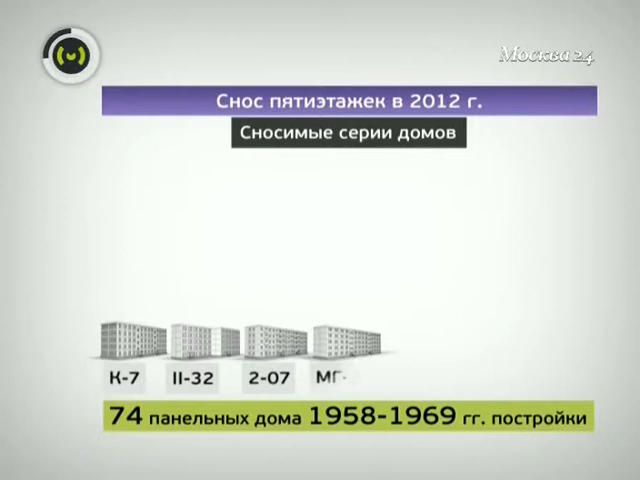 Москва 24
Снос пятиэтажек в 2012 г.
Сносимые серии домов
К-7 II-32 2-07 МГ-
74 панельных дома 1958-1969 гг. постройки